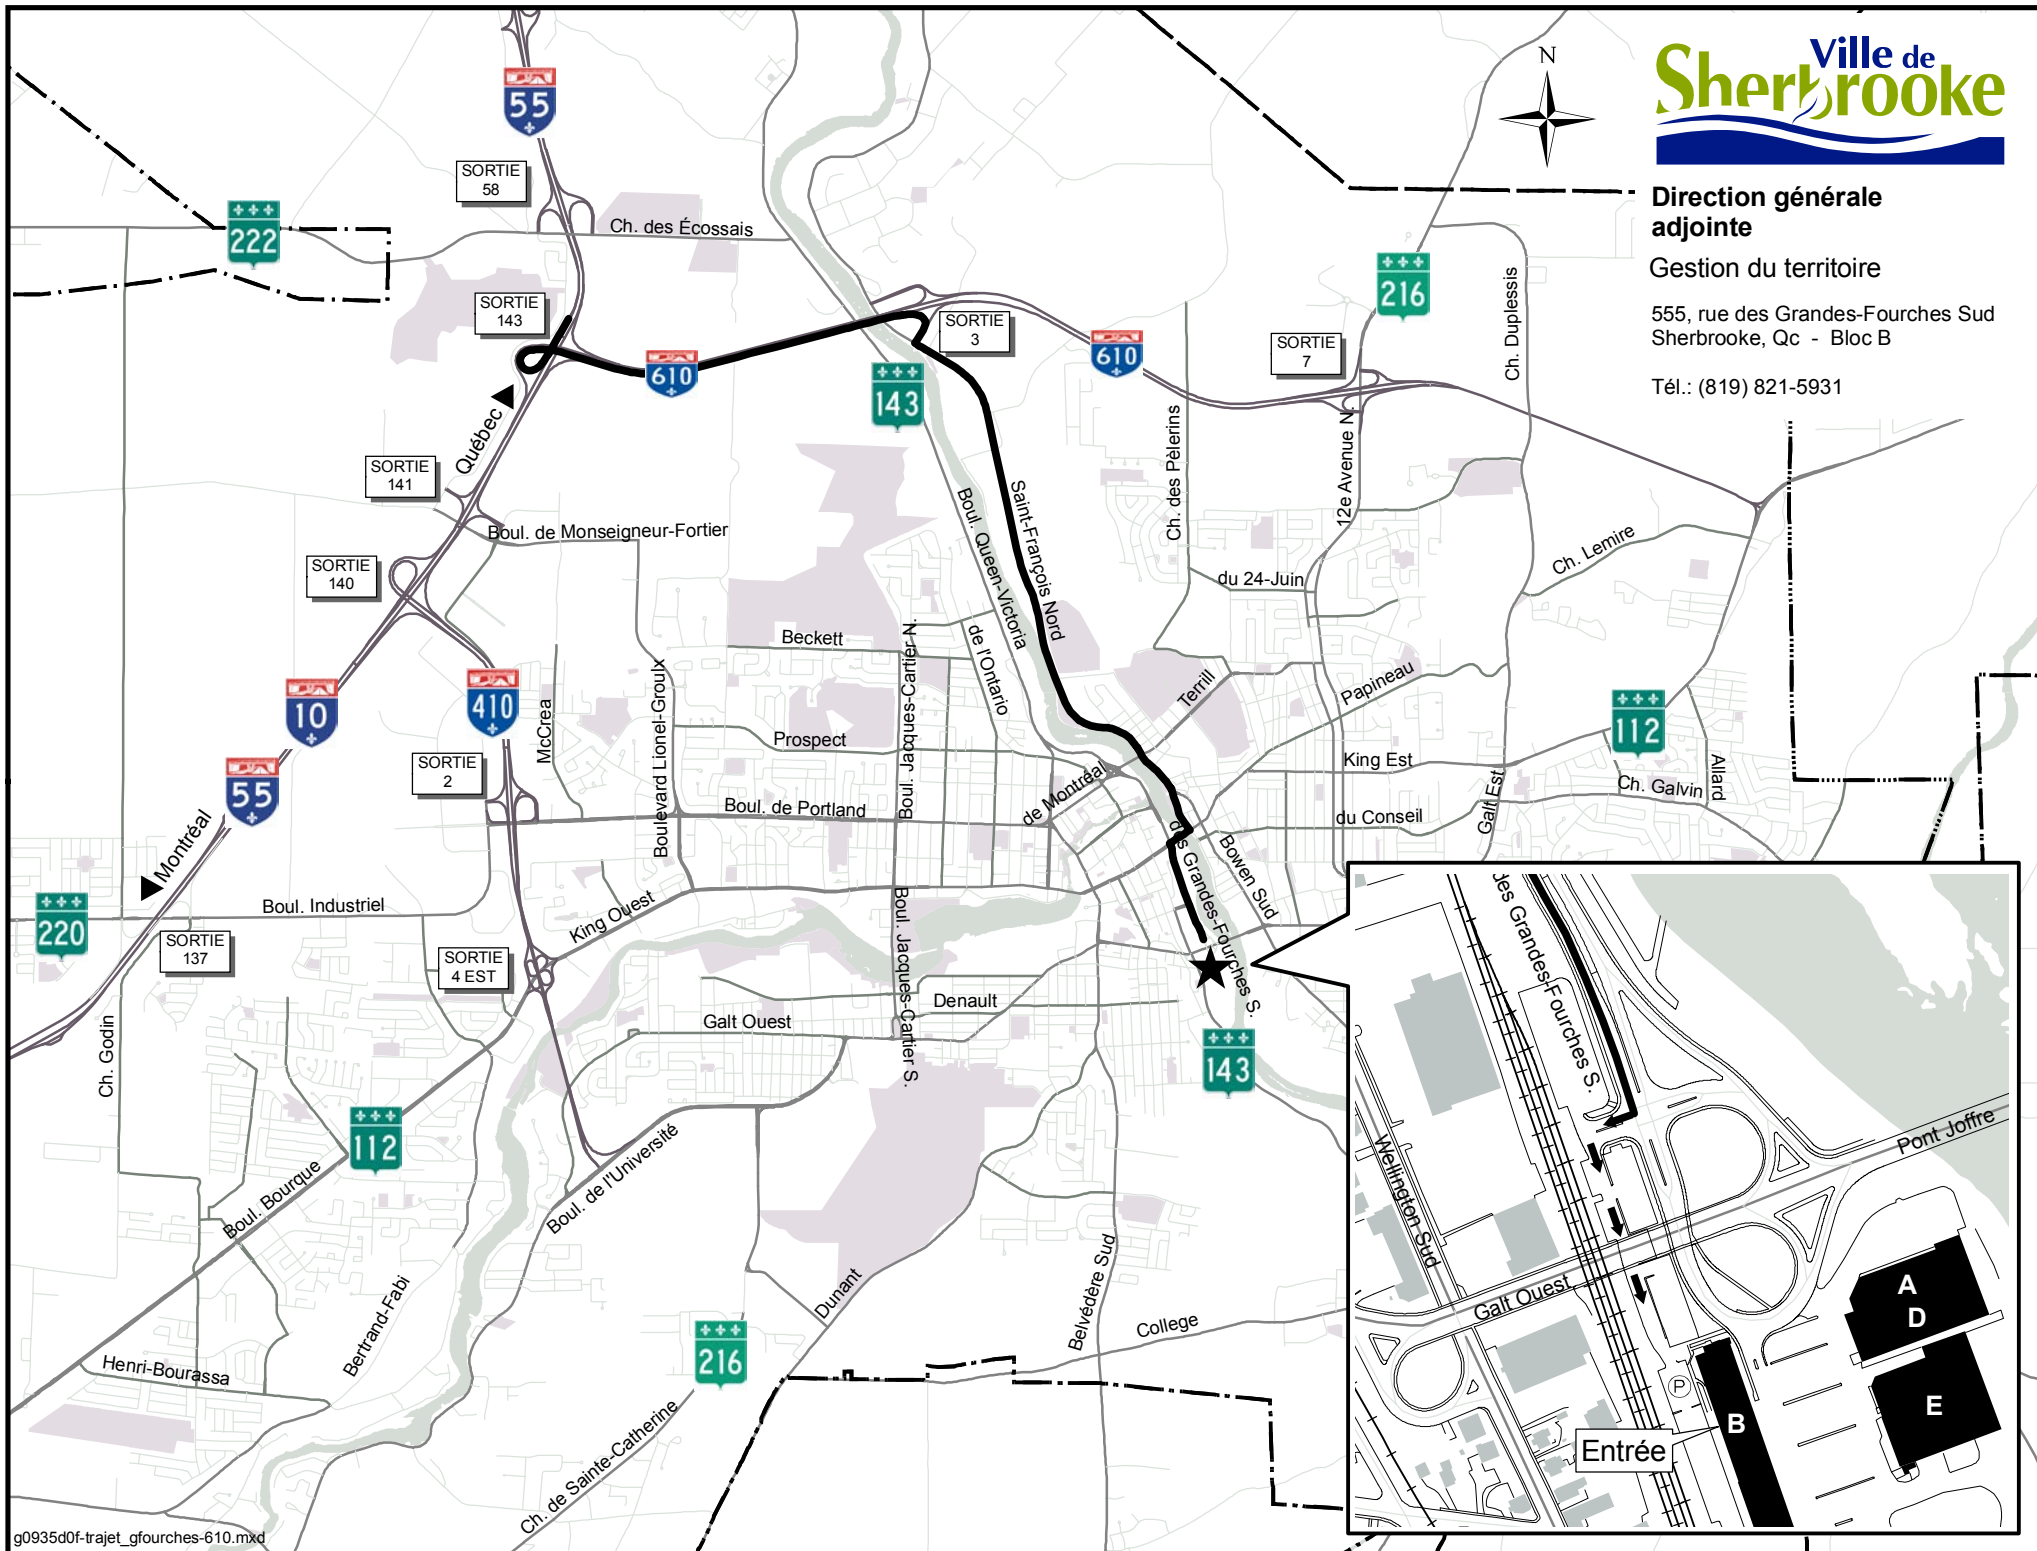 N
Ville de
Sherbrooke
Direction générale
adjointe
Gestion du territoire
555, rue des Grandes-Fourches Sud
Sherbrooke, Qc - Bloc B
Tél.: (819) 821-5931
55
SORTIE
58
222
Ch. des Écossais
216
Ch. Duplessis
SORTIE
143
SORTIE
3
610
610
SORTIE
7
143
Québec
SORTIE
141
Boul. de Monseigneur-Fortier
Boul. Queen-Victoria
Saint-François Nord
Ch. des Pèlerins
12e Avenue N.
Ch. Lemire
SORTIE
140
du 24-Juin
Beckett
de l'Ontario
Boul. Jacques-Cartier N.
Boulevard Lionel-Groulx
McCrea
Terrill
Papineau
10
410
112
Prospect
King Est
Allard
SORTIE
2
de Montréal
Galt Est
Ch. Galvin
55
Boul. de Portland
du Conseil
Montréal
des Grandes-Fourches S.
Bowen Sud
Boul. Industriel
220
King Ouest
Boul. Jacques-Cartier S.
SORTIE
137
SORTIE
4 EST
Denault
Galt Ouest
Ch. Godin
143
112
Boul. Bourque
Boul. de l'Université
Bertrand-Fabi
Belvédère Sud
Dunant
College
216
Henri-Bourassa
Ch. de Sainte-Catherine
des Grandes-Fourches S.
Pont Joffre
Wellington Sud
Galt Ouest
A
D
E
P
B
Entrée
g0935d0f-trajet_gfourches-610.mxd